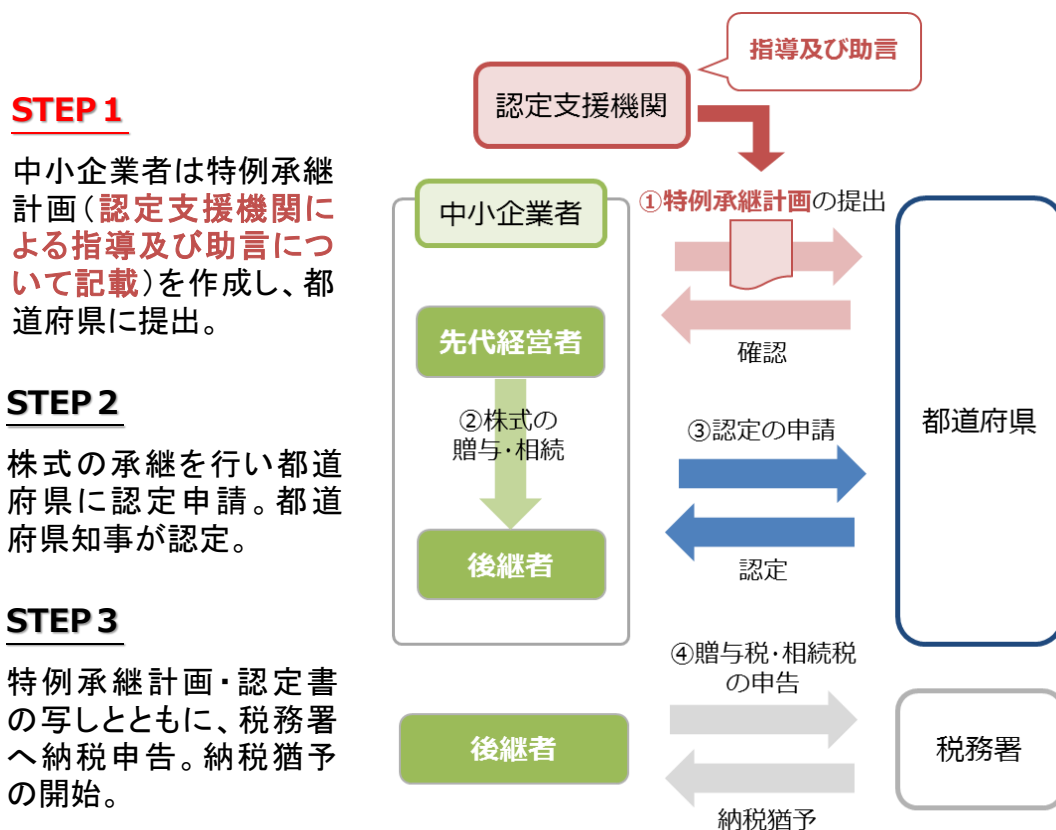 STEP1
中小企業者は特例承継
計画(認定支援機関に
よる指導及び助言につ
いて記載)を作成し、都
道府県に提出。
STEP2
株式の承継を行い都道
府県に認定申請。都道
府県知事が認定。
STEP3
特例承継計画・認定書
の写しとともに、税務署
へ納税申告。納税猶予
の開始。
指導及び助言
認定支援機関
中小企業者
①特例承継計画の提出
確認
先代経営者
②株式の
贈与・相続
後継者
③認定の申請
認定
都道府県
④贈与税・相続税
の申告
後継者
納税猶予
税務署